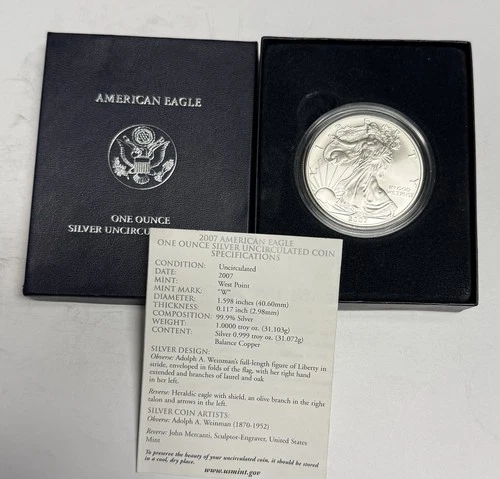 AMERICAN EAGLE
ONE OUNCE
SILVER
IN GOD
WE TRUST
2007
2007 AMERICAN EAGLE
ONE OUNCE SILVER UNCIRCULATED COIN
SPECIFICATIONS
CONDITION: Uncirculated
DATE: 2007
MINT: West Point
MINT MARK: "W"
DIAMETER: 1.598 inches (40.60mm)
THICKNESS: 0.117 inch (2.98mm)
COMPOSITION: 99.9% Silver
WEIGHT: 1.0000 troy oz. (31.103g)
CONTENT: Silver 0.999 troy oz. (31.072g)
Balance Copper
SILVER DESIGN:
Obverse: Adolph A. Weinman's full-length figure of Liberty in
stride, enveloped in folds of the flag, with her right hand
extended and branches of laurel and oak
in her left.
Reverse: Heraldic eagle with shield, an olive branch in the right
talon and arrows in the left.
SILVER COIN ARTISTS:
Obverse: Adolph A. Weinman (1870-1952)
Reverse: John Mercanti, Sculptor-Engraver, United States
Mint
To preserve the beauty of your uncirculated coin, it should be stored
in a cool, dry place.
www.usmint.gov